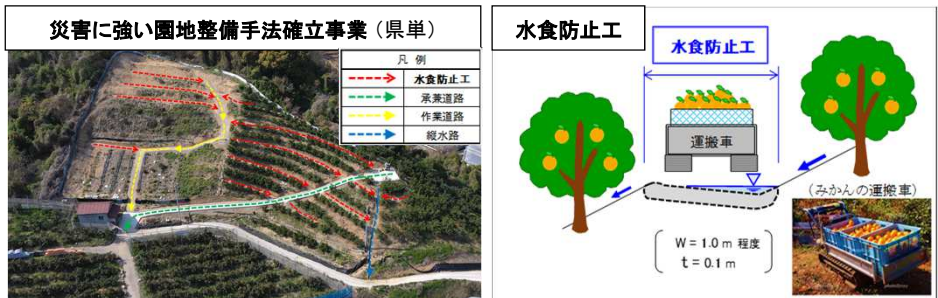 災害に強い園地整備手法確立事業（県単）
凡例
水食防止工
承兼道路
作業道路
縦水路
水食防止工
水食防止工
運搬車
（みかんの運搬車）
W＝1.0 m 程度
t＝0.1 m